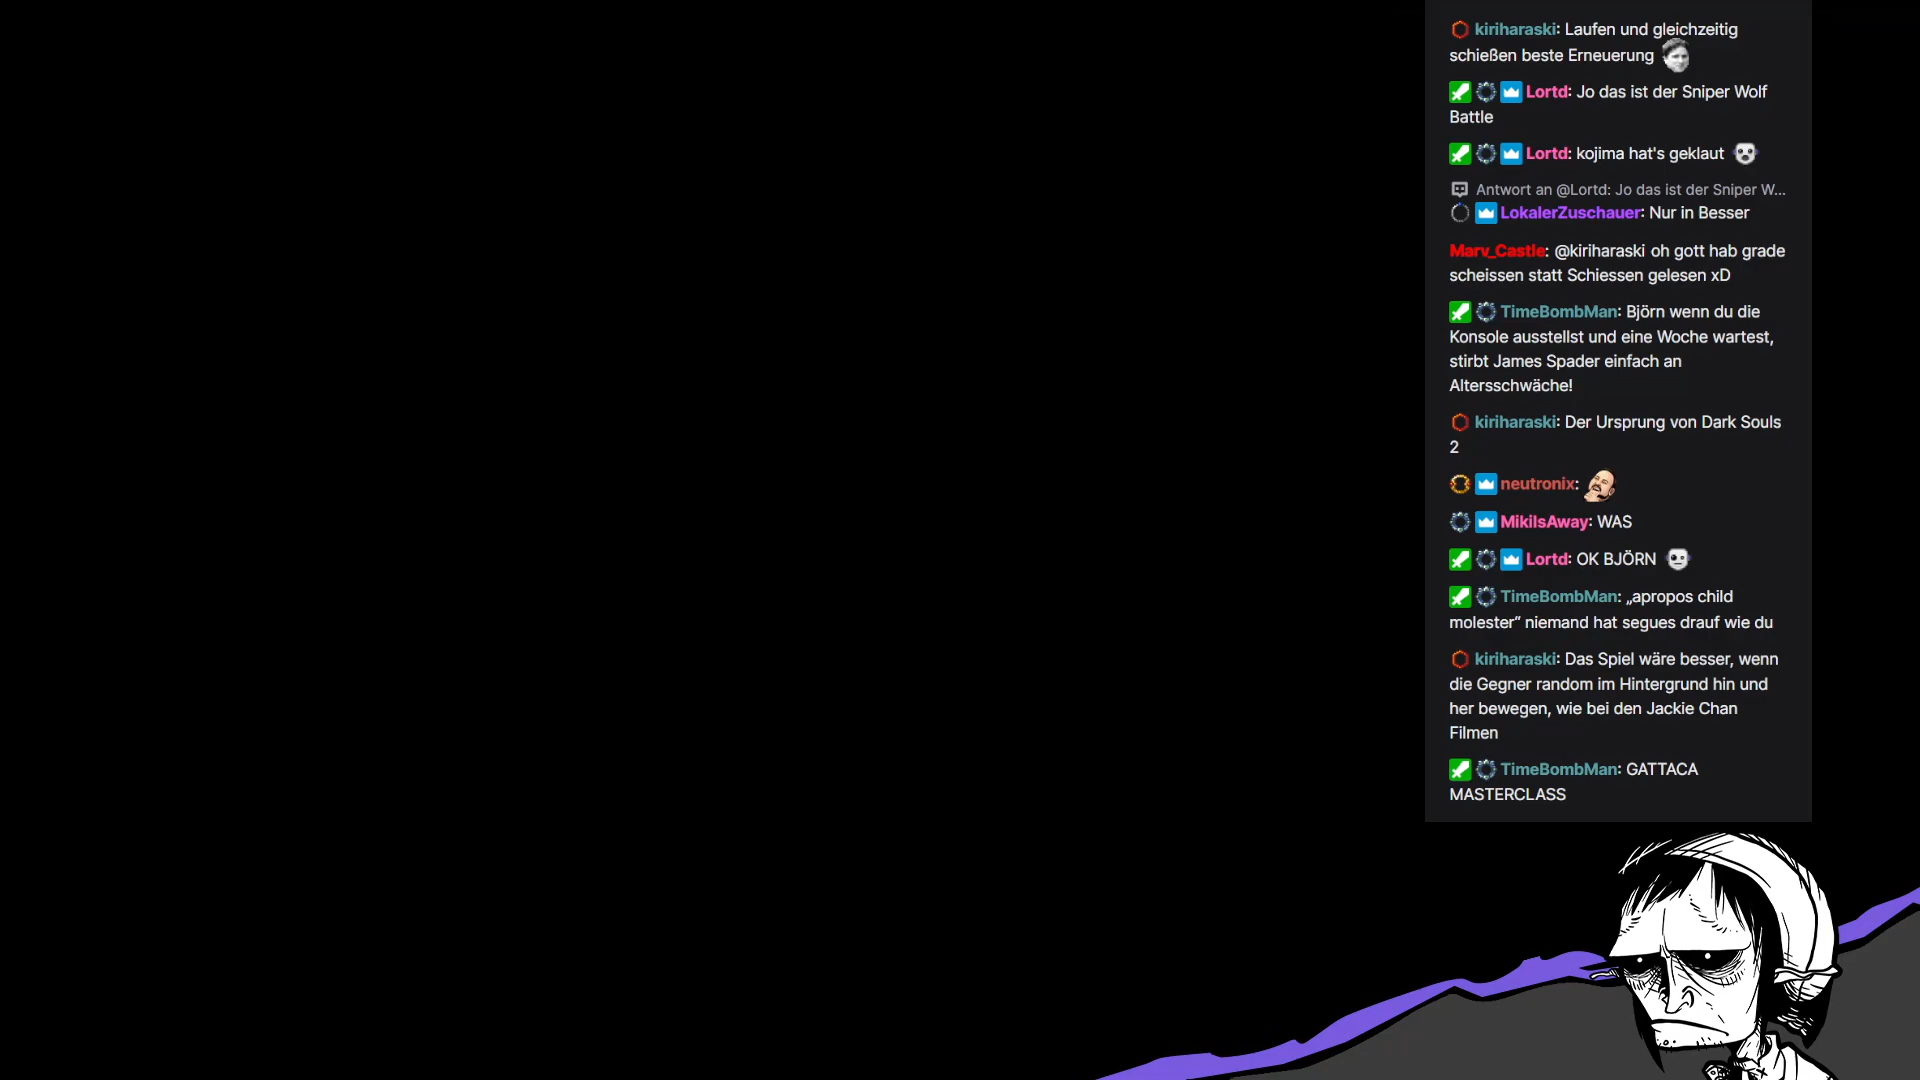 kiriharaski: Laufen und gleichzeitig
schießen beste Erneuerung
Lortd: Jo das ist der Sniper Wolf
Battle
Lortd: kojima hat's geklaut
Antwort an @Lortd: Jo das ist der Sniper W...
LokalerZuschauer: Nur in Besser
Marv_Castle: @kiriharaski oh gott hab grade
scheissen statt Schiessen gelesen xD
TimeBombMan: Björn wenn du die
Konsole ausstellst und eine Woche wartest,
stirbt James Spader einfach an
Altersschwäche!
kiriharaski: Der Ursprung von Dark Souls
2
neutronix:
MikiIsAway: WAS
Lortd: OK BJÖRN
TimeBombMan: „apropos child
molester“ niemand hat segues drauf wie du
kiriharaski: Das Spiel wäre besser, wenn
die Gegner random im Hintergrund hin und
her bewegen, wie bei den Jackie Chan
Filmen
TimeBombMan: GATTACA
MASTERCLASS